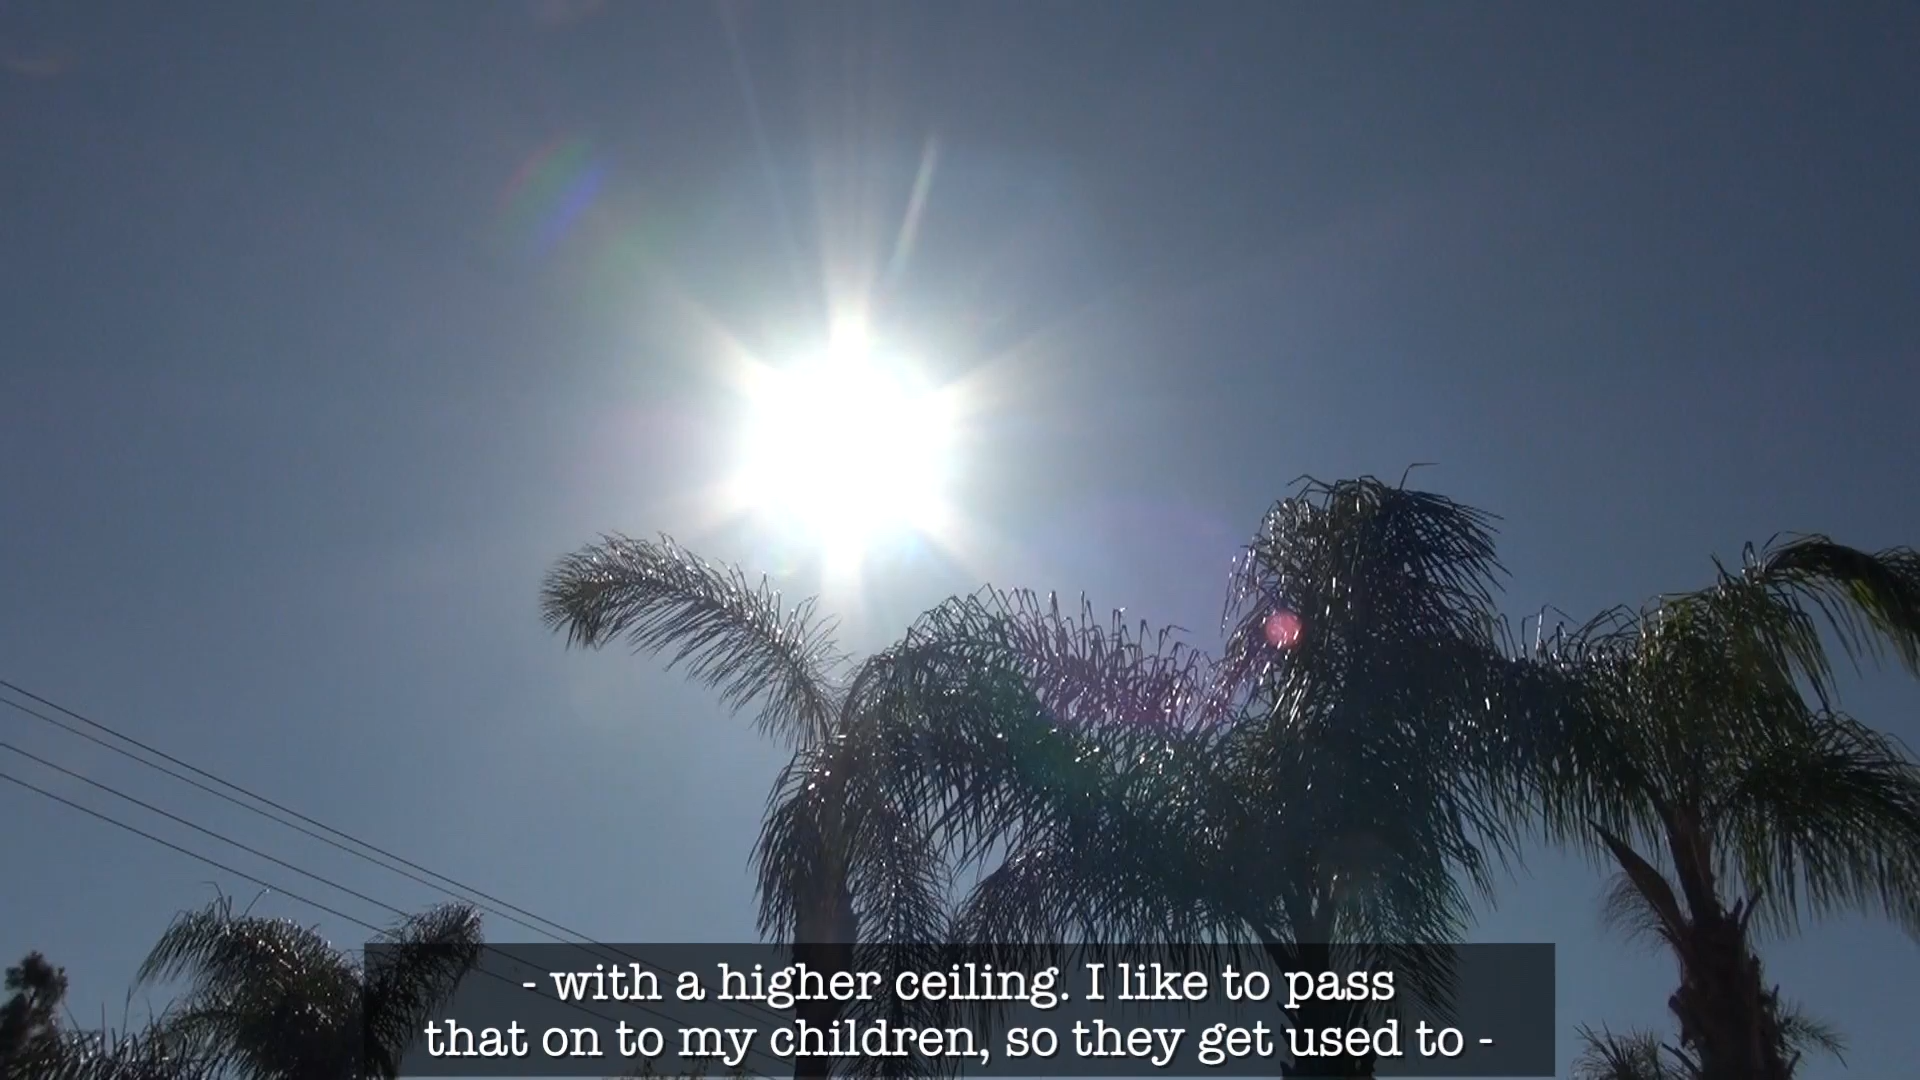 - with a higher ceiling. I like to pass
that on to my children, so they get used to -